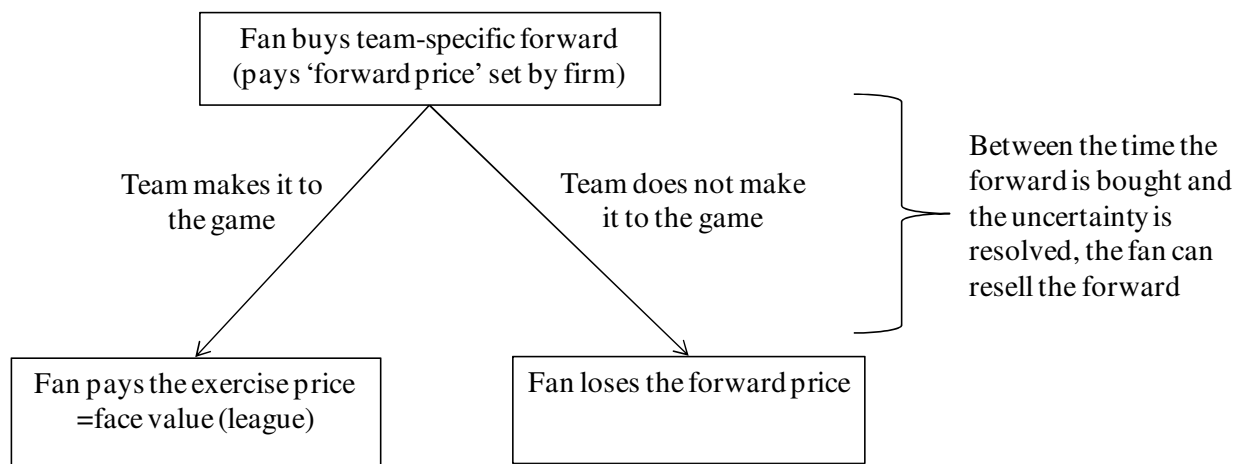 Fan buys team-specific forward
(pays ‘forward price’ set by firm)
Team makes it to
the game
Team does not make
it to the game
Between the time the
forward is bought and
the uncertainty is
resolved, the fan can
resell the forward
Fan pays the exercise price
=face value (league)
Fan loses the forward price